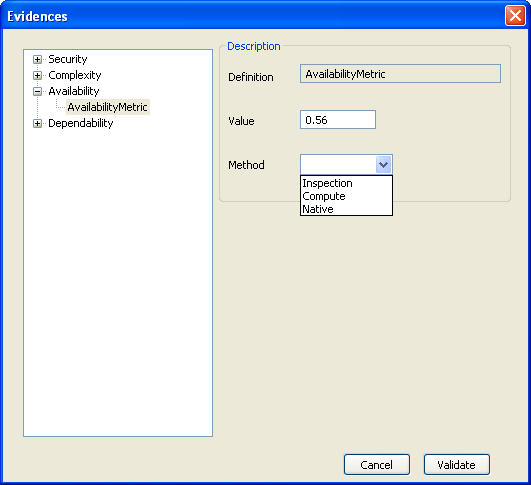 Evidences
Security
Complexity
Availability
AvailabilityMetric
Dependability
Description
Definition
AvailabilityMetric
Value
0.56
Method
Inspection
Compute
Native
Cancel
Validate